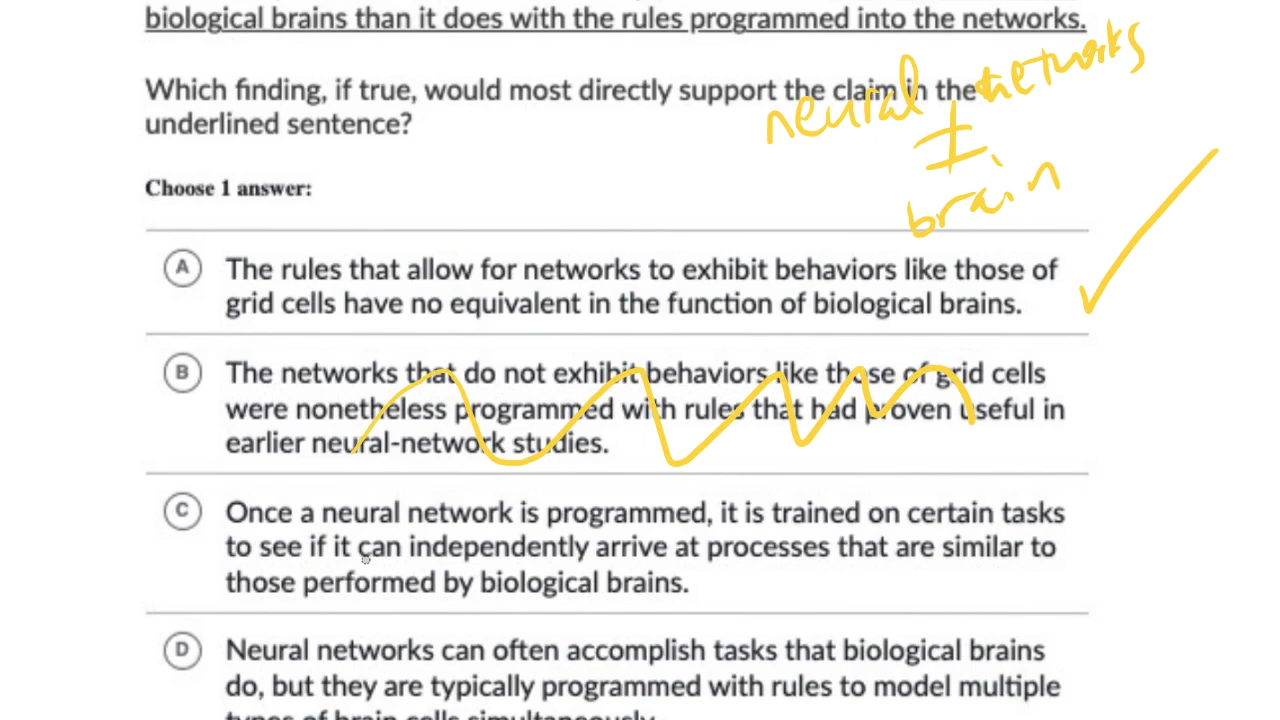 biological brains than it does with the rules programmed into the networks.
Which finding, if true, would most directly support the claim in the
underlined sentence?
neural networks
≠
brain
Choose 1 answer:
A The rules that allow for networks to exhibit behaviors like those of
grid cells have no equivalent in the function of biological brains.
B The networks that do not exhibit behaviors like those of grid cells
were nonetheless programmed with rules that had proven useful in
earlier neural-network studies.
C Once a neural network is programmed, it is trained on certain tasks
to see if it can independently arrive at processes that are similar to
those performed by biological brains.
D Neural networks can often accomplish tasks that biological brains
do, but they are typically programmed with rules to model multiple
types of brain cells simultaneously.